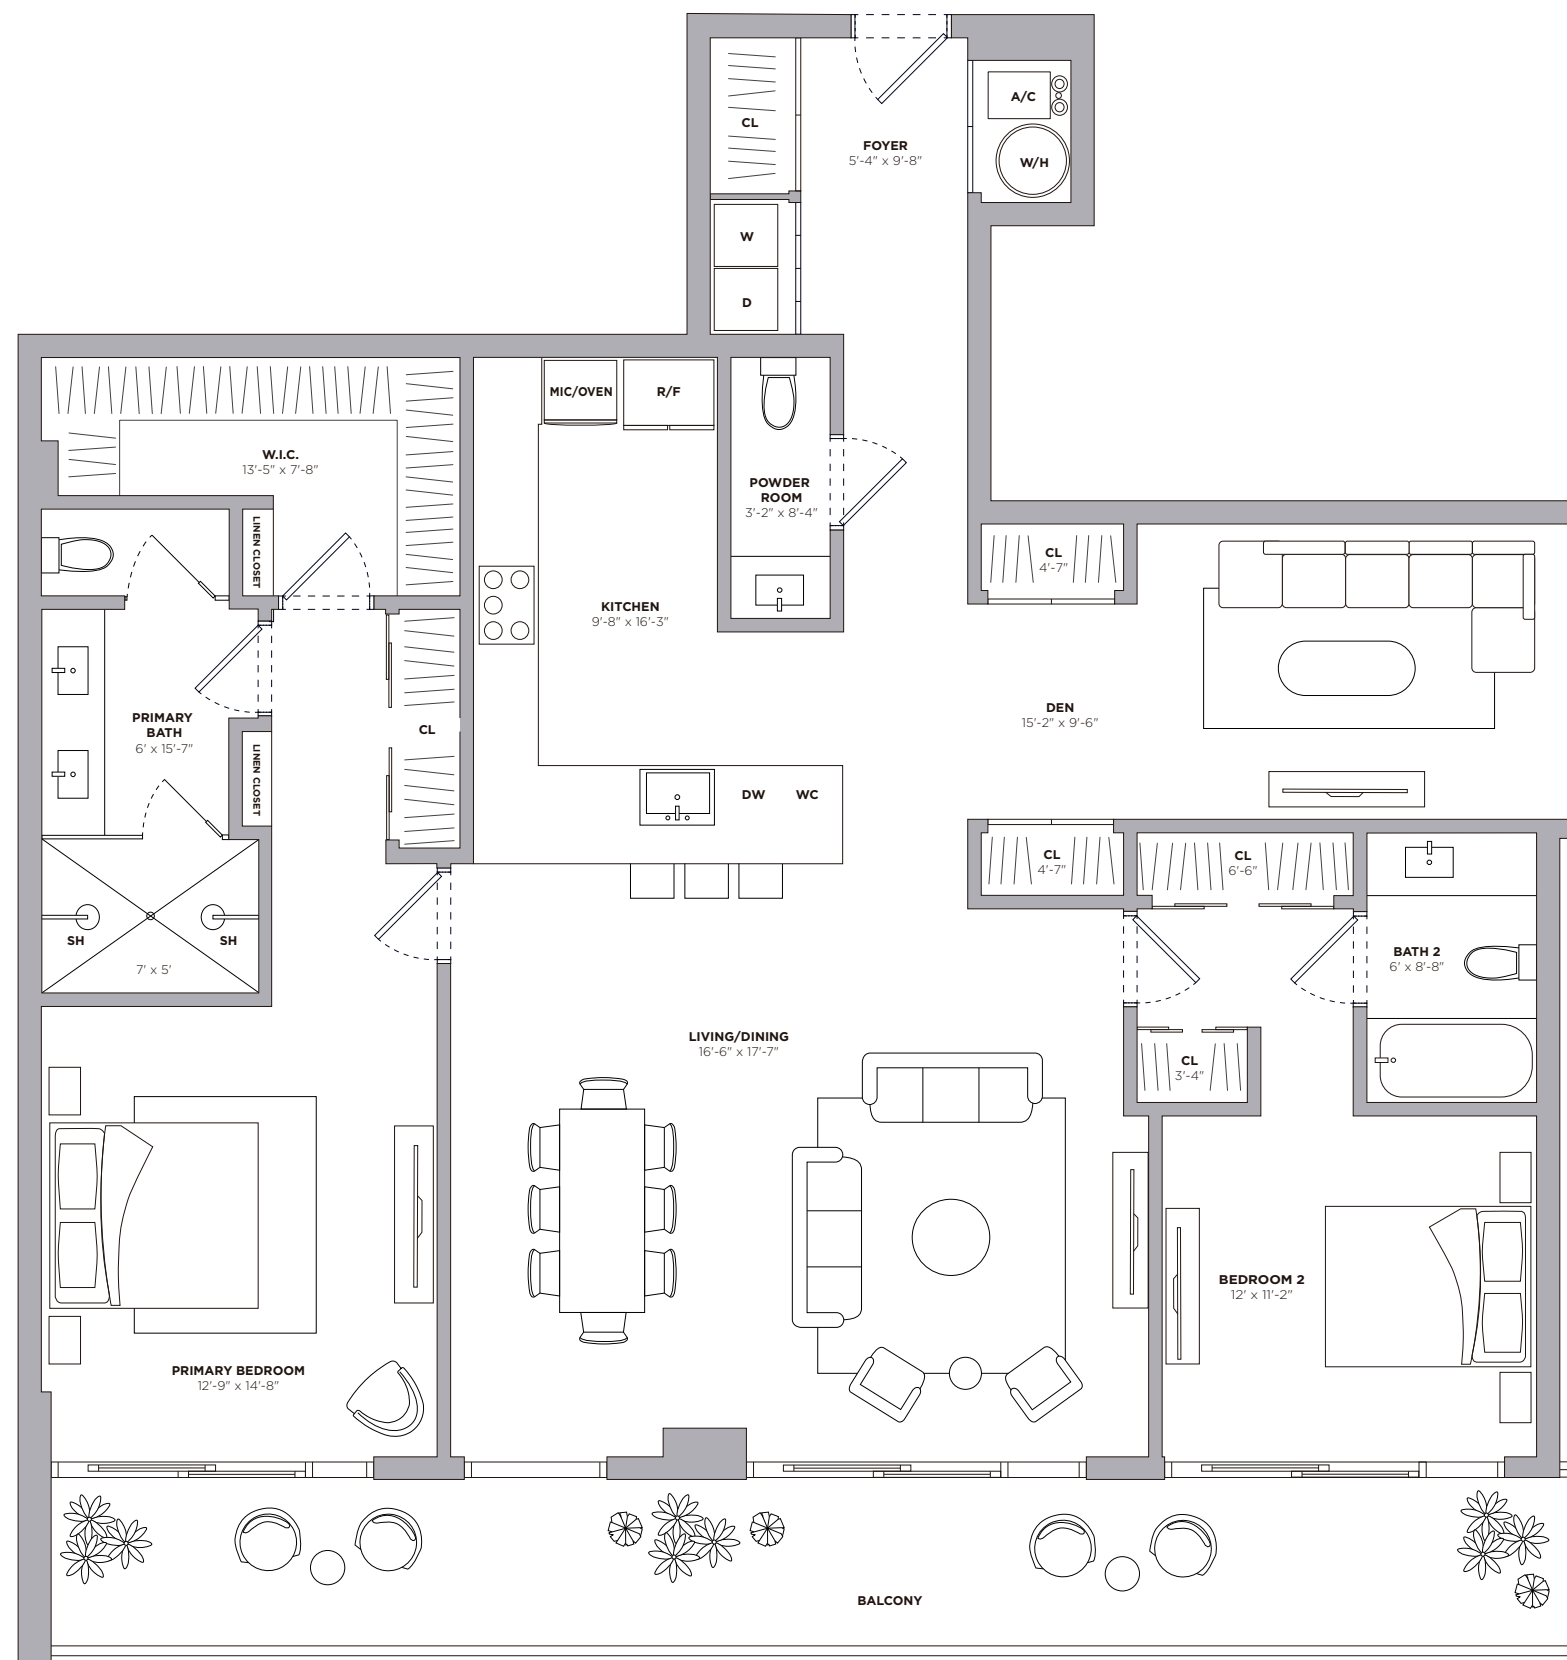 A/C
CL
FOYER
5'-4" x 9'-8"
W/H
W
D
MIC/OVEN
R/F
W.I.C.
13'-5" x 7'-8"
POWDER
ROOM
3'-2" x 8'-4"
LINEN CLOSET
CL
4'-7"
KITCHEN
9'-8" x 16'-3"
DEN
15'-2" x 9'-6"
PRIMARY
BATH
6' x 15'-7"
CL
LINEN CLOSET
DW
WC
CL
4'-7"
CL
6'-6"
SH
SH
7' x 5'
BATH 2
6' x 8'-8"
LIVING/DINING
16'-6" x 17'-7"
CL
3'-4"
BEDROOM 2
12' x 11'-2"
PRIMARY BEDROOM
12'-9" x 14'-8"
BALCONY